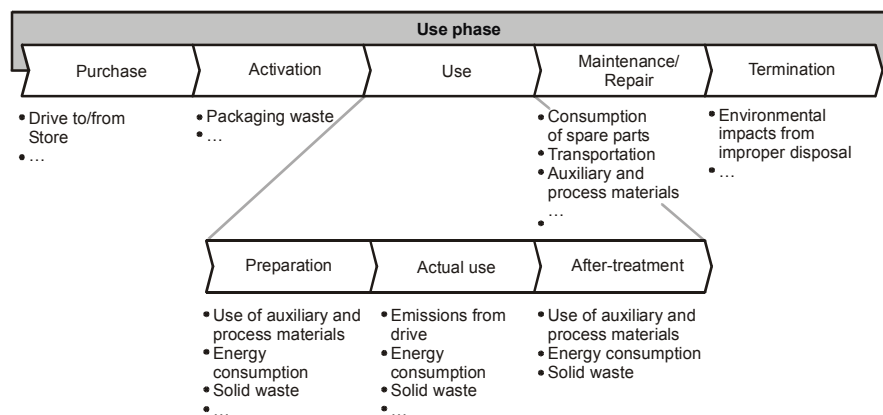 Use phase
Purchase
Activation
Use
Maintenance/
Repair
Termination
• Drive to/from
Store
• …
• Packaging waste
• …
• Consumption
of spare parts
• Transportation
• Auxiliary and
process materials
…
•
• Environmental
impacts from
improper disposal
• …
Preparation
Actual use
After-treatment
• Use of auxiliary and
process materials
• Energy
consumption
• Solid waste
• …
• Emissions from
drive
• Energy
consumption
• Solid waste
• …
• Use of auxiliary and
process materials
• Energy consumption
• Solid waste